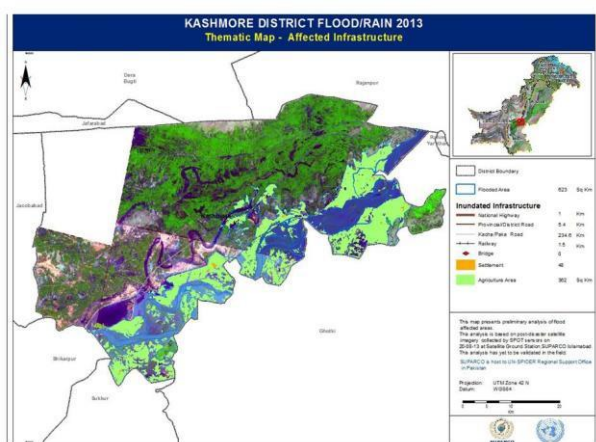 KASHMORE DISTRICT FLOOD/RAIN 2013
Thematic Map - Affected Infrastructure
Dera
Bugti
Rajanpur
Jafarabad
Jacobabad
Ghotki
Shikarpur
Sukkur
District Boundary
Flooded Area 623 Sq Km
Inundated Infrastructure
National Highway 1 Km
Provincial/District Road 5.4 Km
Kacha/Paka Road 234.6 Km
Railway 1.5 Km
Bridge
Settlement
Agriculture Area 362 Sq Km
This map presents preliminary analysis of flood
affected areas.
This analysis is based on post-disaster satellite
imagery collected by SPOT satellite on
20-08-13 at Satellite Ground Station, SUPARCO Islamabad
This analysis has yet to be validated in the field
SUPARCO is host to UN SPIDER Regional Support Office
in Pakistan
Projection: UTM Zone 42 N
Datum: WGS84